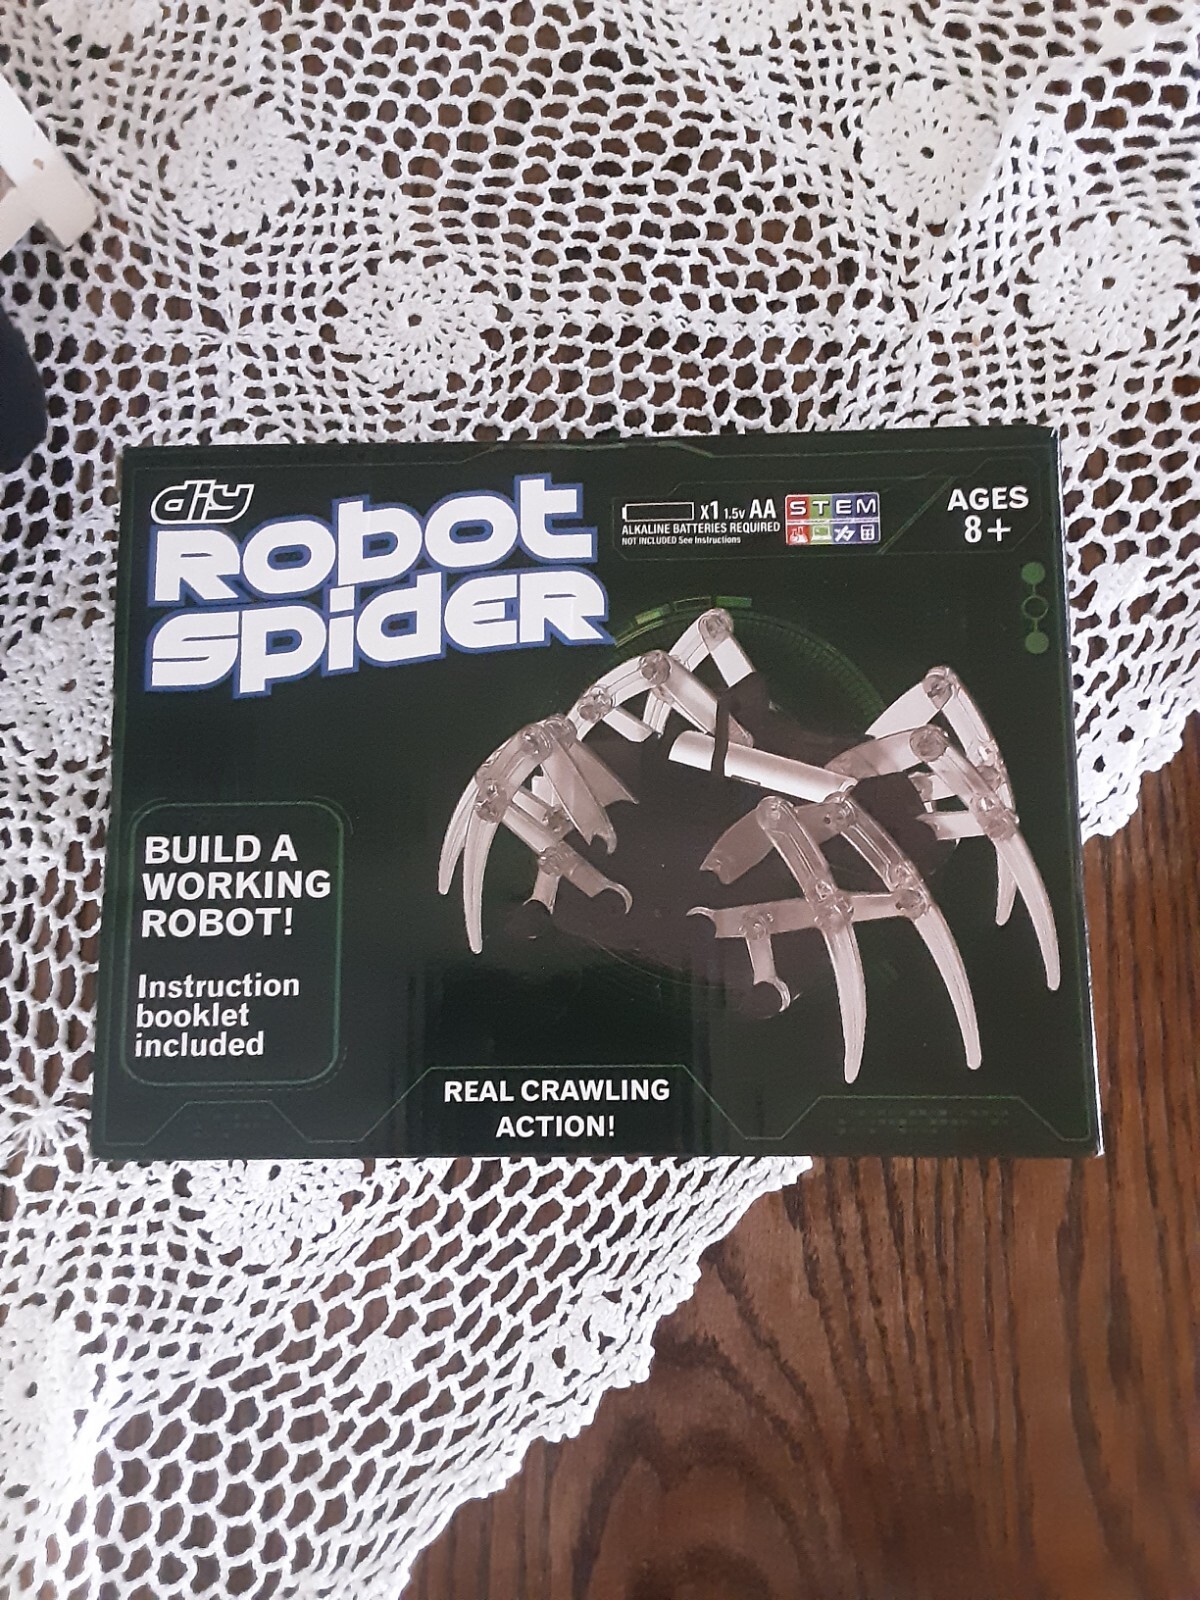 diy
Robot
Spider
x1 1.5v AA
ALKALINE BATTERIES REQUIRED
NOT INCLUDED See Instructions
STEM
AGES
8+
BUILD A
WORKING
ROBOT!
Instruction
booklet
included
REAL CRAWLING
ACTION!